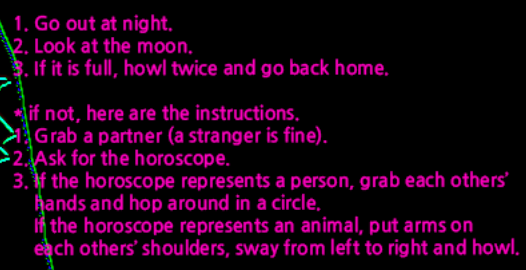 1. Go out at night.
2. Look at the moon.
3. If it is full, howl twice and go back home.
* if not, here are the instructions.
1. Grab a partner (a stranger is fine).
2. Ask for the horoscope.
3. If the horoscope represents a person, grab each others'
hands and hop around in a circle.
If the horoscope represents an animal, put arms on
each others' shoulders, sway from left to right and howl.